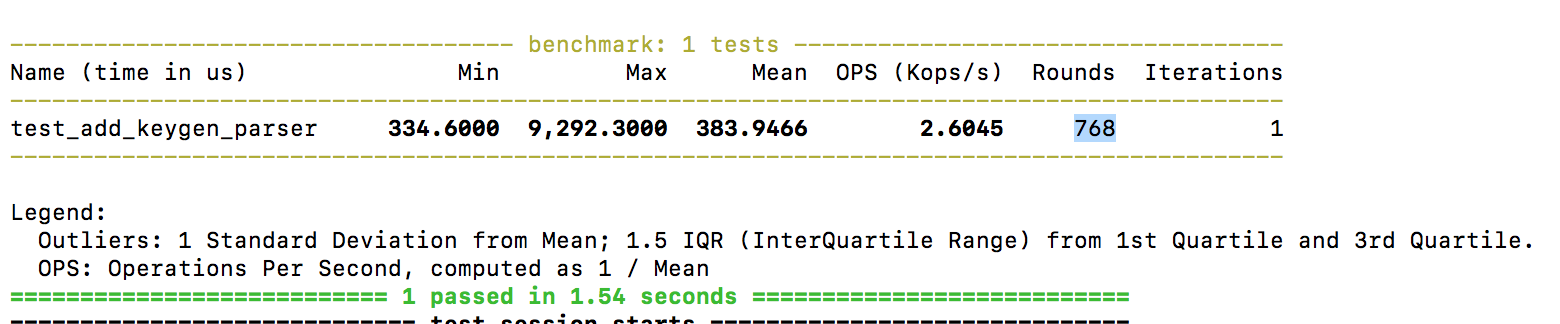 ------------------------------------ benchmark: 1 tests -----------------------------------
Name (time in us) Min Max Mean OPS (Kops/s) Rounds Iterations
-------------------------------------------------------------------------------------------
test_add_keygen_parser 334.6000 9,292.3000 383.9466 2.6045 768 1
-------------------------------------------------------------------------------------------
Legend:
Outliers: 1 Standard Deviation from Mean; 1.5 IQR (InterQuartile Range) from 1st Quartile and 3rd Quartile.
OPS: Operations Per Second, computed as 1 / Mean
=========================== 1 passed in 1.54 seconds ===========================
============================= test session starts ==============================